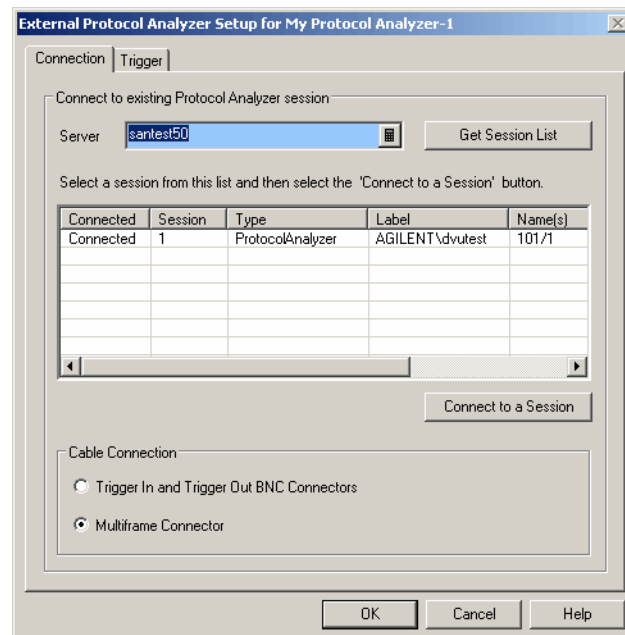 External Protocol Analyzer Setup for My Protocol Analyzer-1
Connection Trigger
Connect to existing Protocol Analyzer session
Server santest50 Get Session List
Select a session from this list and then select the 'Connect to a Session' button.
Connected Session Type Label Name(s)
Connected 1 ProtocolAnalyzer AGILENT\dvutest 101/1
Connect to a Session
Cable Connection
Trigger In and Trigger Out BNC Connectors
Multiframe Connector
OK Cancel Help